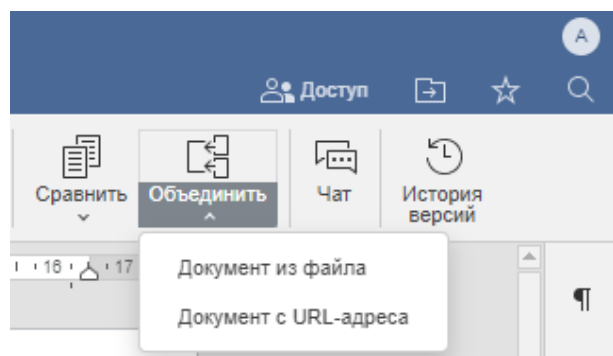 A
Доступ
Сравнить
Объединить
Чат
История
версий
16
17
Документ из файла
Документ с URL-адреса
¶